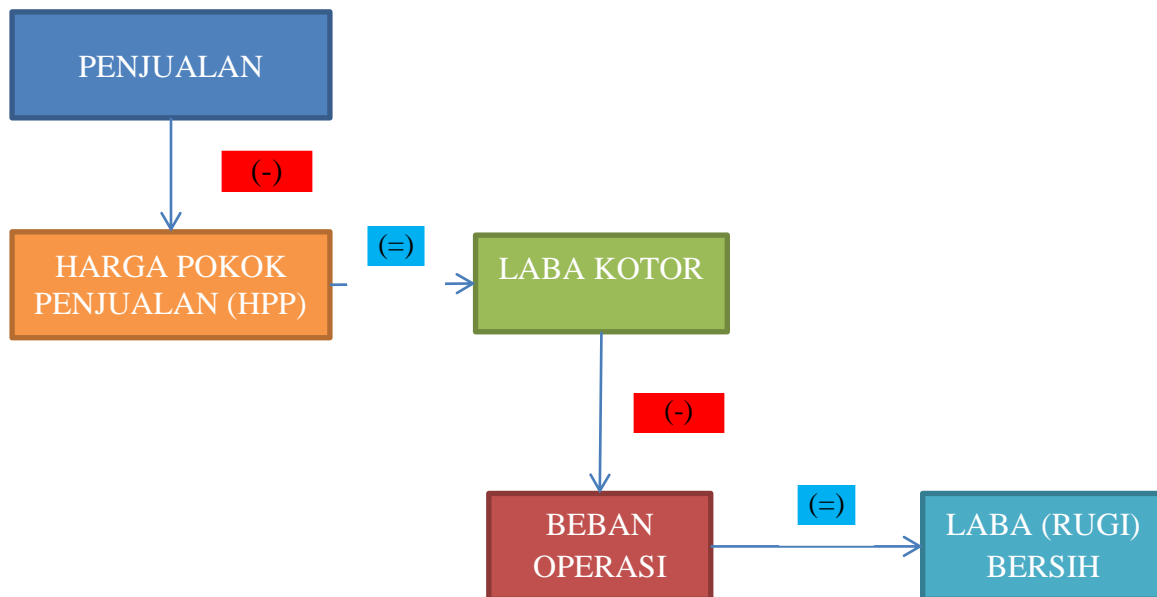 PENJUALAN
(-)
HARGA POKOK
PENJUALAN (HPP)
(=)
LABA KOTOR
(-)
BEBAN
OPERASI
(=)
LABA (RUGI)
BERSIH